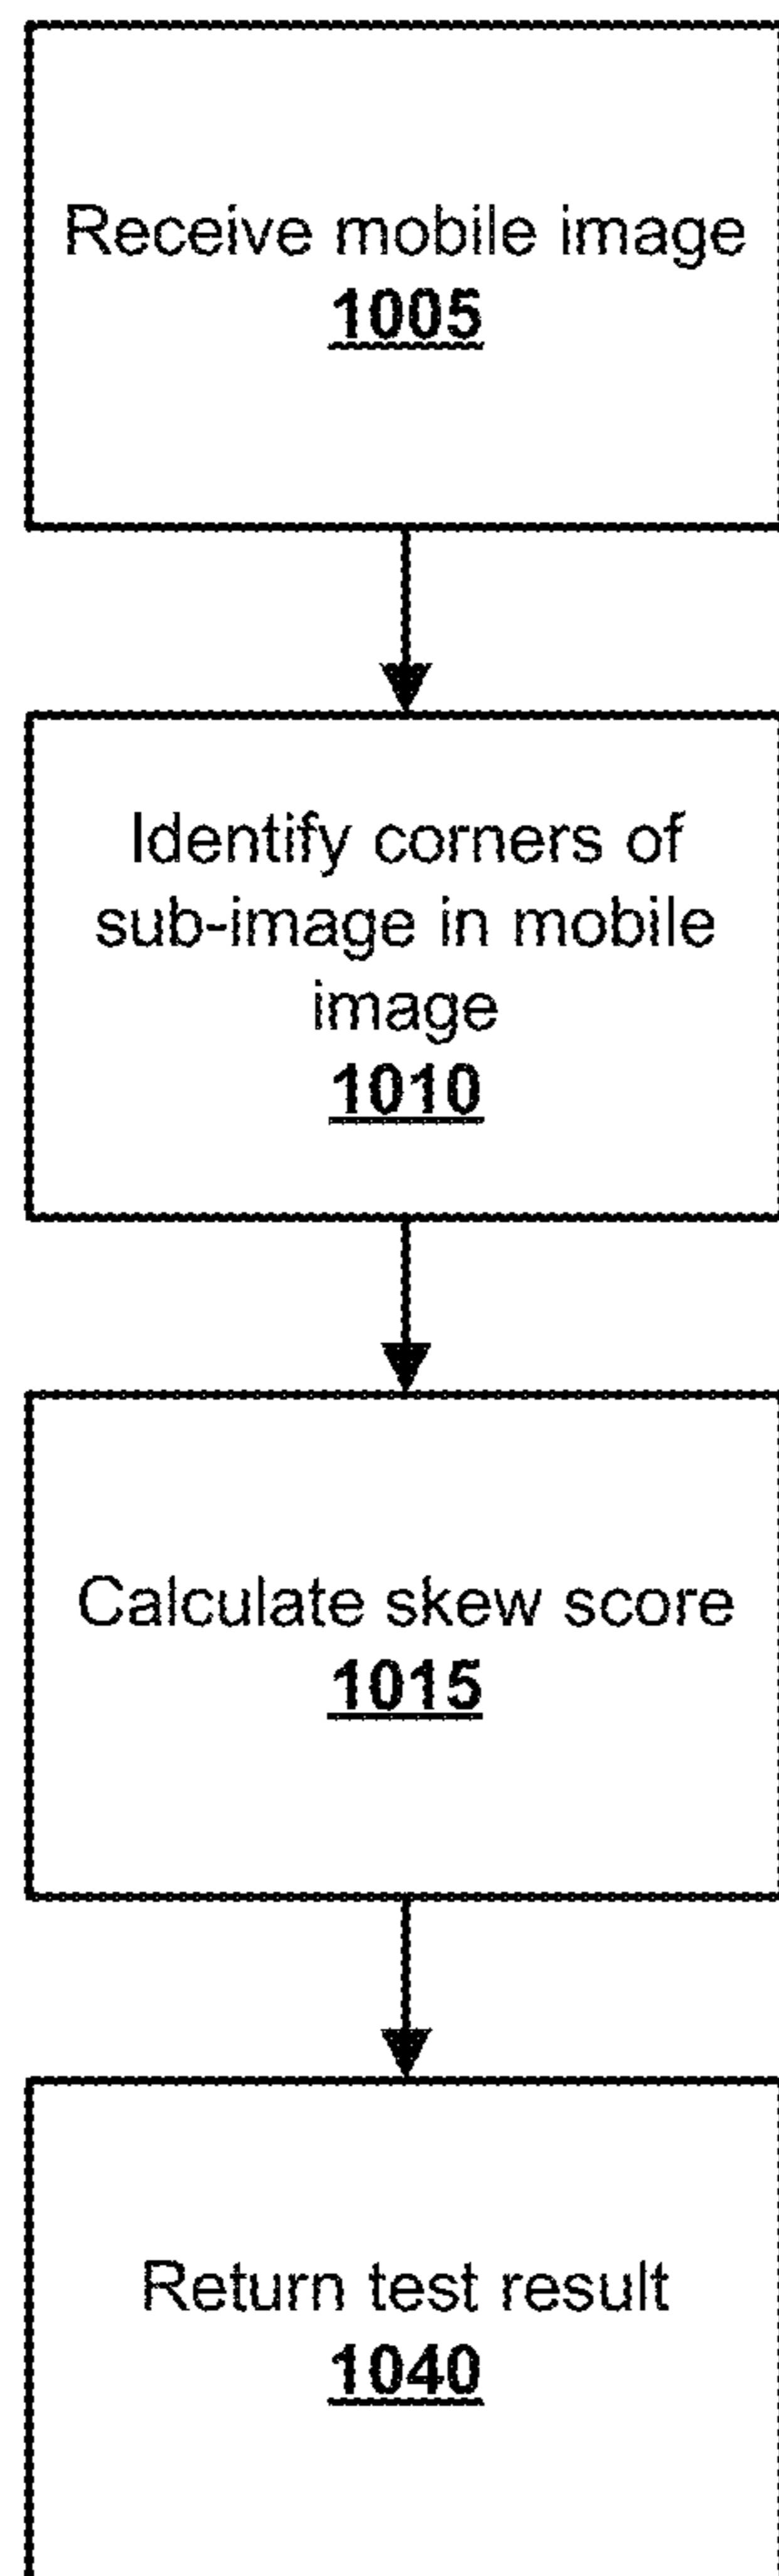 Receive mobile image
1005
Identify corners of
sub-image in mobile
image
1010
Calculate skew score
1015
Return test result
1040